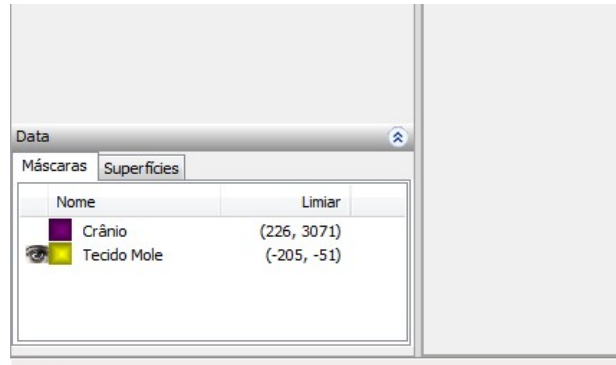 Data
Máscaras Superfícies
Nome Limiar
Crânio (226, 3071)
Tecido Mole (-205, -51)